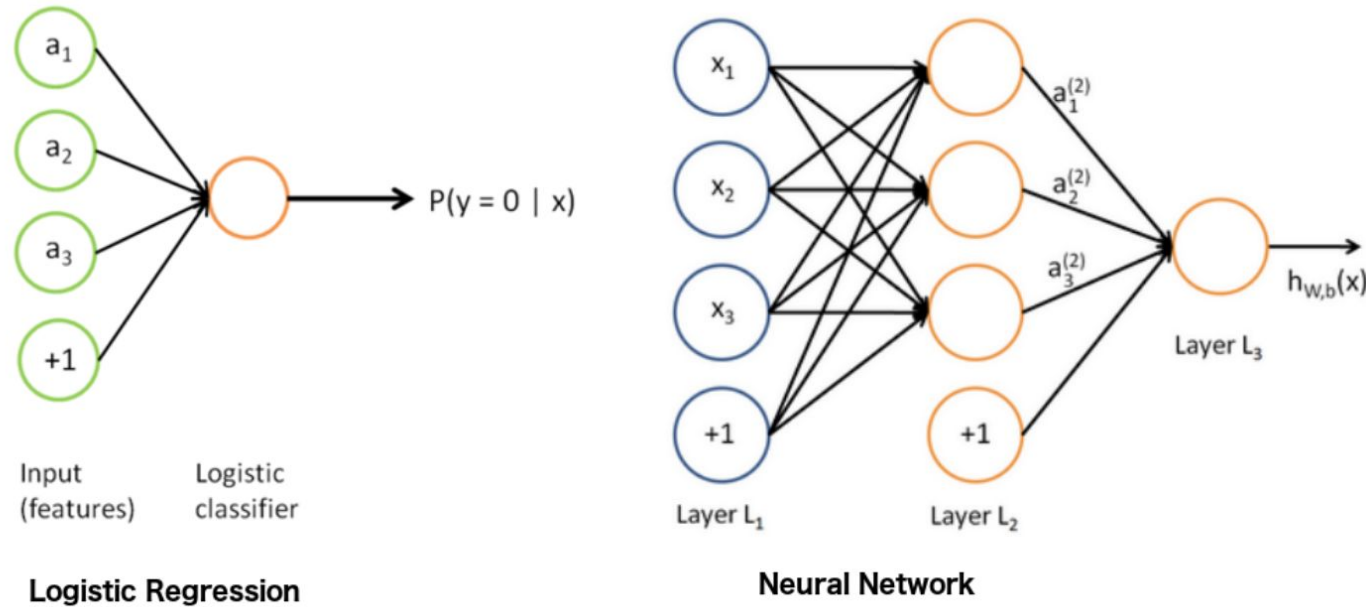 a₁
a₂
a₃
+1
P(y = 0 | x)
Input
(features)
Logistic
classifier
Logistic Regression
x₁
x₂
x₃
+1
Layer L₁
a₁⁽²⁾
a₂⁽²⁾
a₃⁽²⁾
+1
Layer L₂
h_{W,b}(x)
Layer L₃
Neural Network